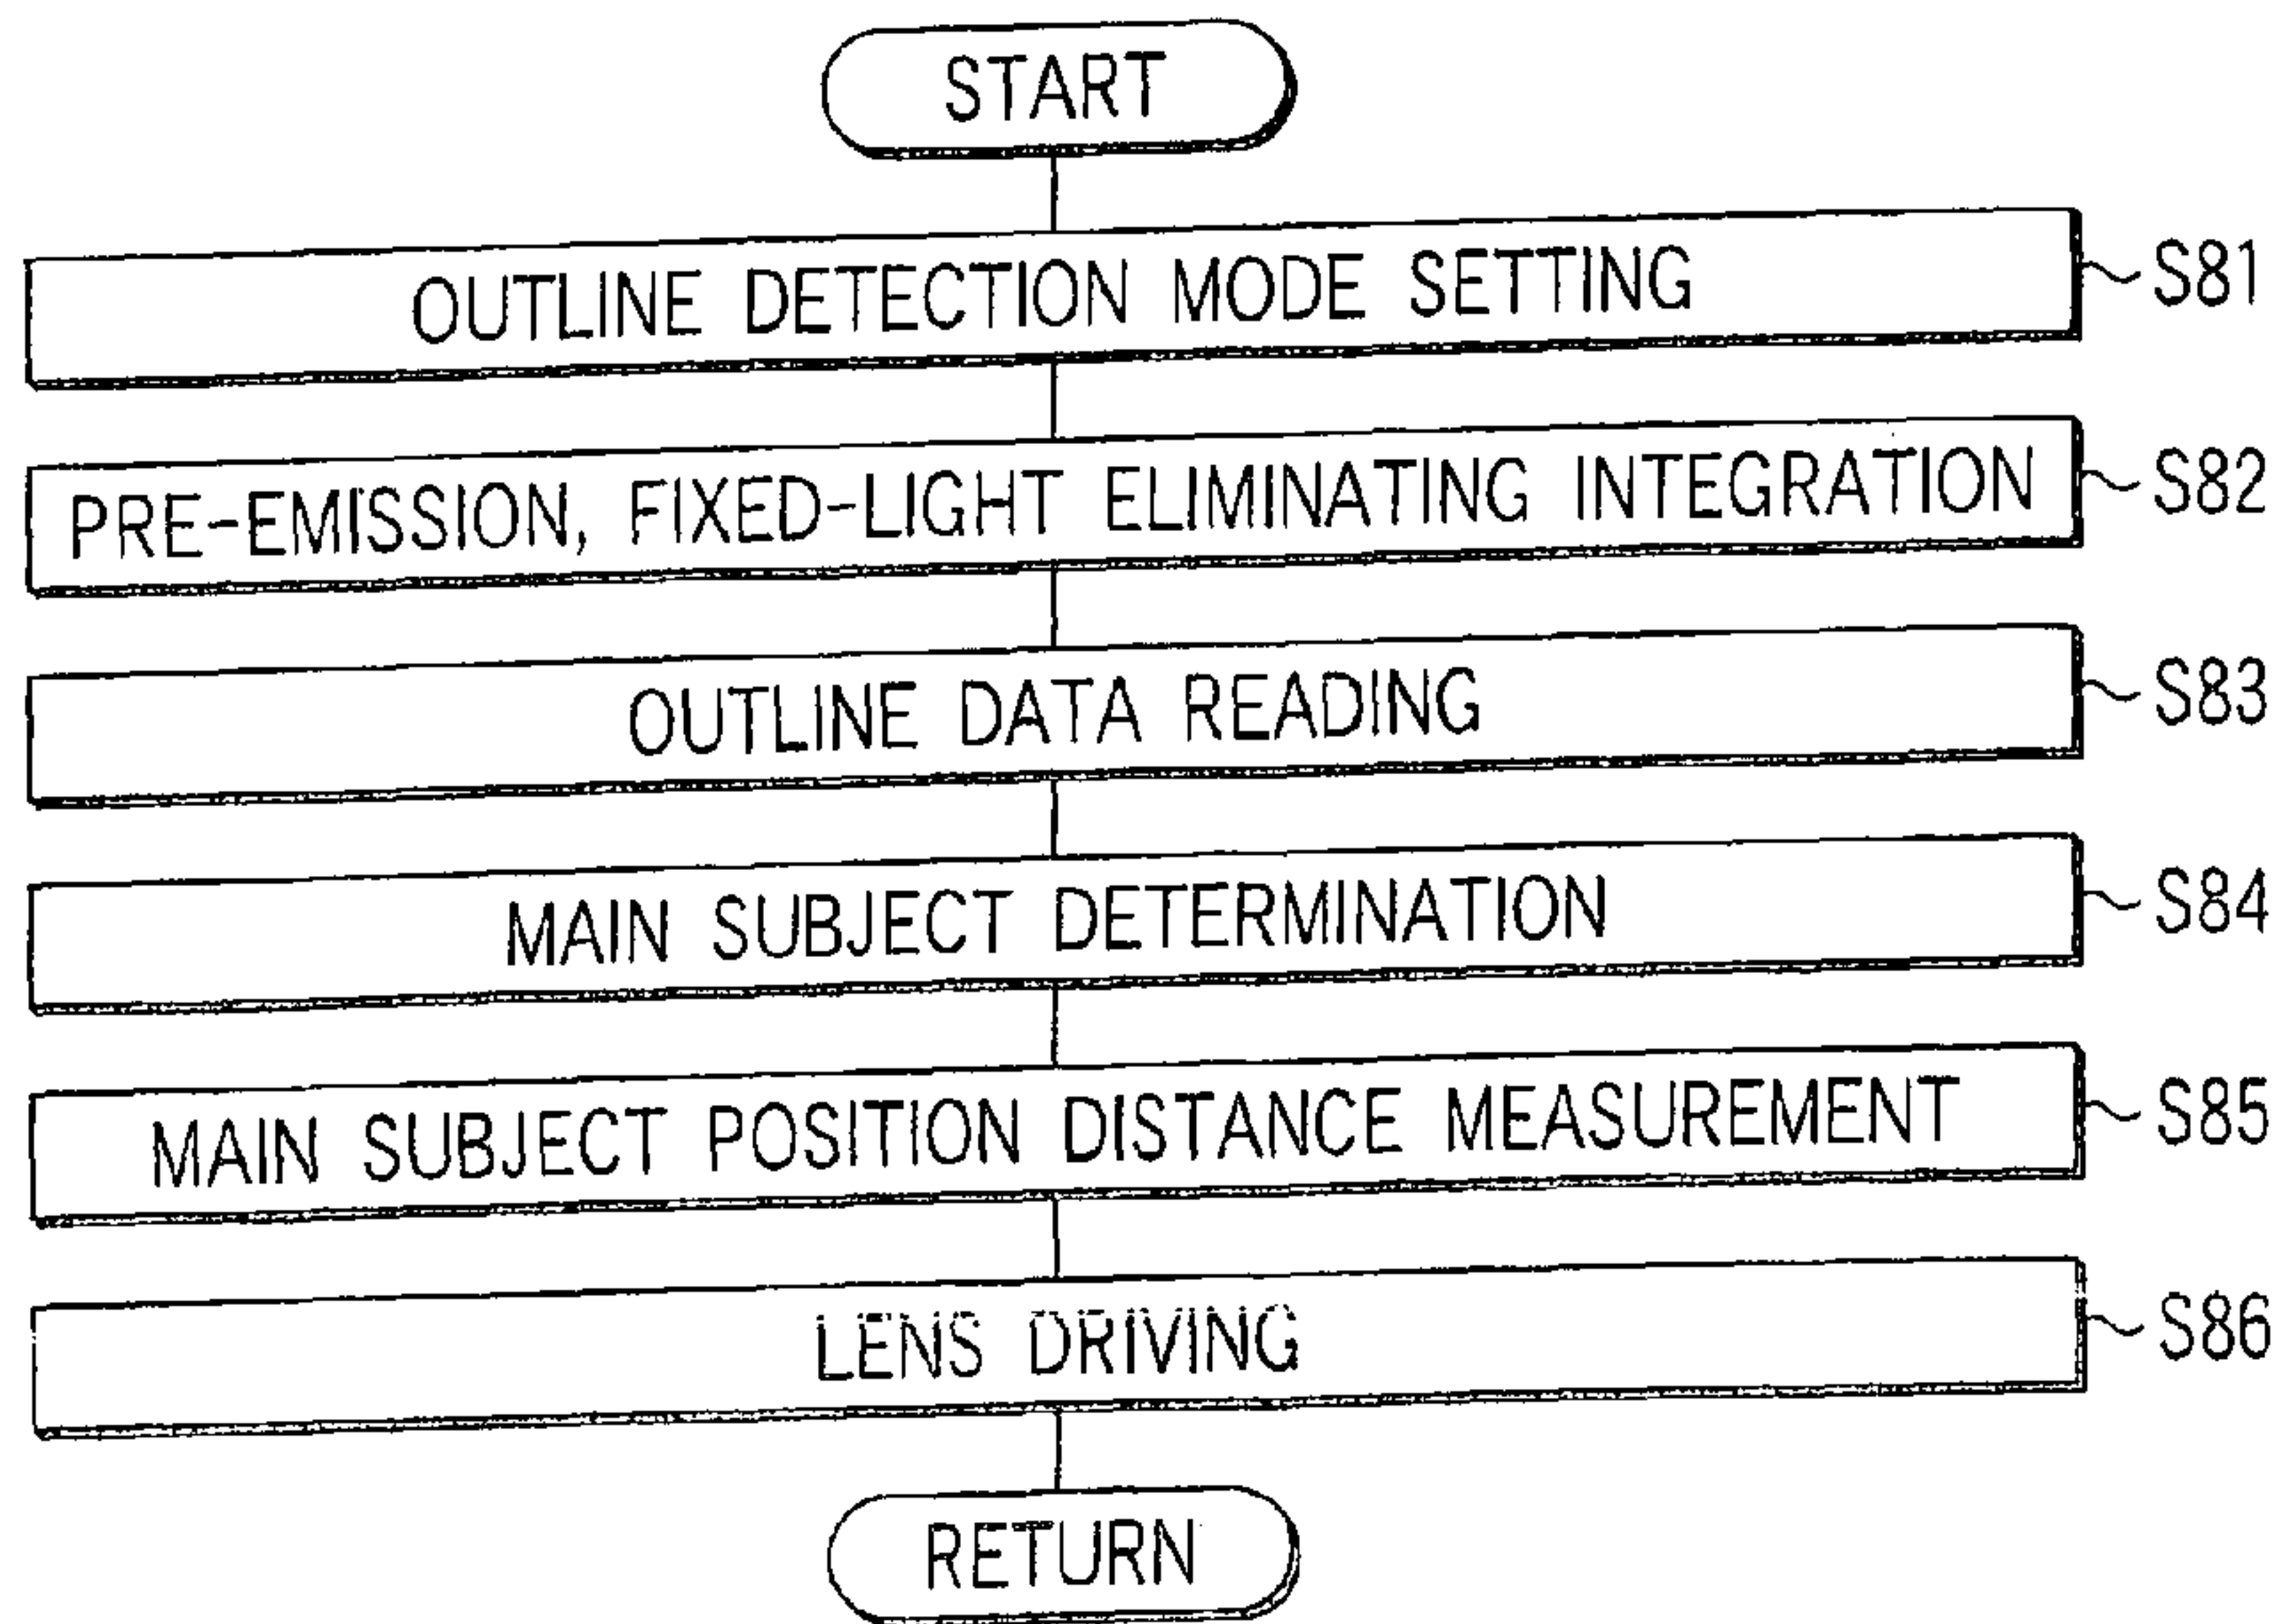 START
OUTLINE DETECTION MODE SETTING ~S81
PRE-EMISSION, FIXED-LIGHT ELIMINATING INTEGRATION ~S82
OUTLINE DATA READING ~S83
MAIN SUBJECT DETERMINATION ~S84
MAIN SUBJECT POSITION DISTANCE MEASUREMENT ~S85
LENS DRIVING ~S86
RETURN